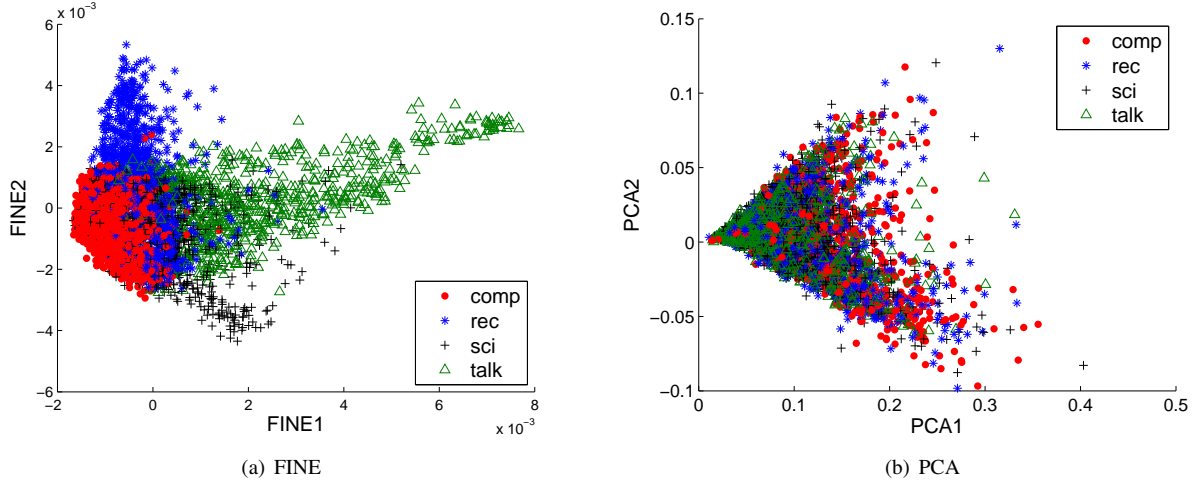 x 10⁻³
6
4
2
0
−2
−4
−6
FINE2
−2
0
2
4
6
8
FINE1
x 10⁻³
comp
rec
sci
talk
(a) FINE
0.15
0.1
0.05
0
−0.05
−0.1
PCA2
0
0.1
0.2
0.3
0.4
0.5
PCA1
comp
rec
sci
talk
(b) PCA